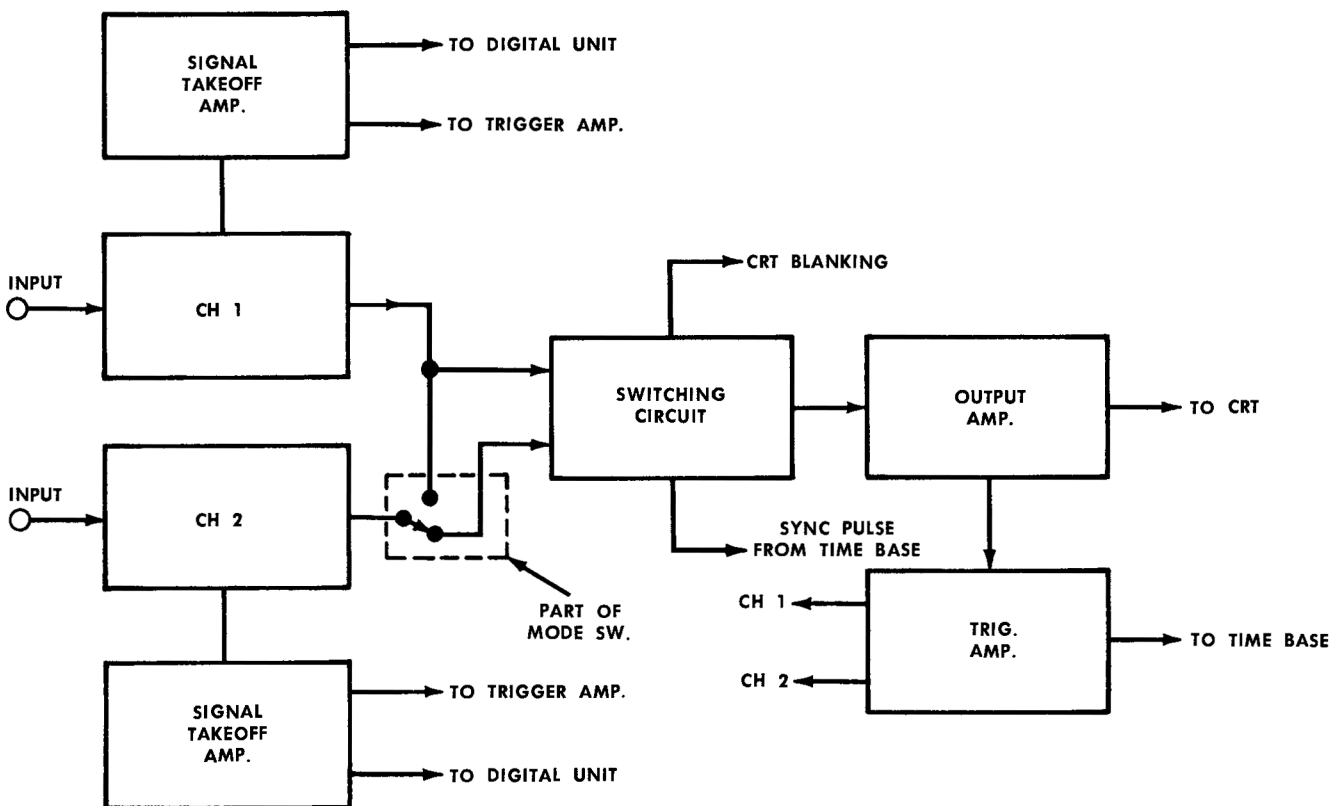 SIGNAL
TAKEOFF
AMP.
TO DIGITAL UNIT
TO TRIGGER AMP.
INPUT
CH 1
CRT BLANKING
SWITCHING
CIRCUIT
OUTPUT
AMP.
TO CRT
INPUT
CH 2
SYNC PULSE
FROM TIME BASE
PART OF
MODE SW.
CH 1
CH 2
TRIG.
AMP.
TO TIME BASE
SIGNAL
TAKEOFF
AMP.
TO TRIGGER AMP.
TO DIGITAL UNIT